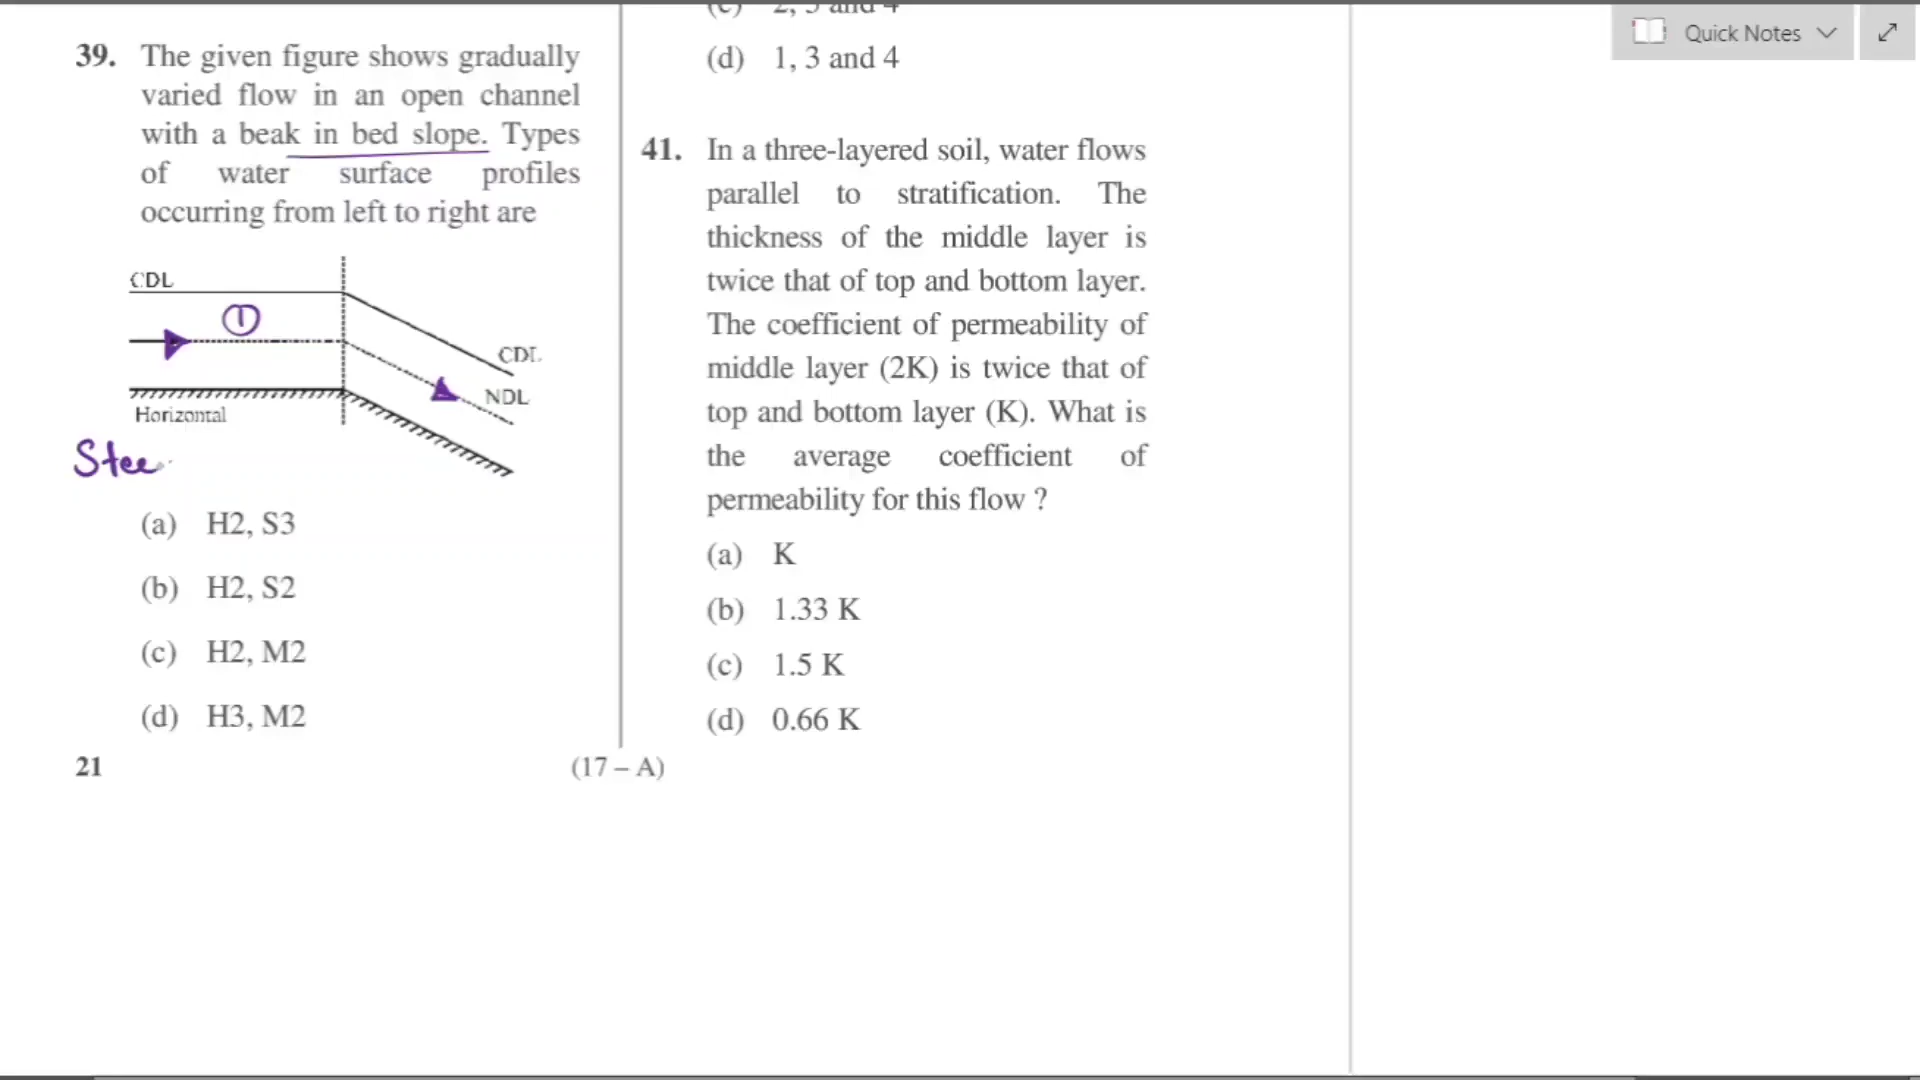 39. The given figure shows gradually
varied flow in an open channel
with a beak in bed slope. Types
of water surface profiles
occurring from left to right are
CDL
1
CDL
NDL
Horizontal
Stee
(a) H2, S3
(b) H2, S2
(c) H2, M2
(d) H3, M2
21
(17 – A)
(c) 2, 3 and 4
(d) 1, 3 and 4
41. In a three-layered soil, water flows
parallel to stratification. The
thickness of the middle layer is
twice that of top and bottom layer.
The coefficient of permeability of
middle layer (2K) is twice that of
top and bottom layer (K). What is
the average coefficient of
permeability for this flow ?
(a) K
(b) 1.33 K
(c) 1.5 K
(d) 0.66 K
Quick Notes